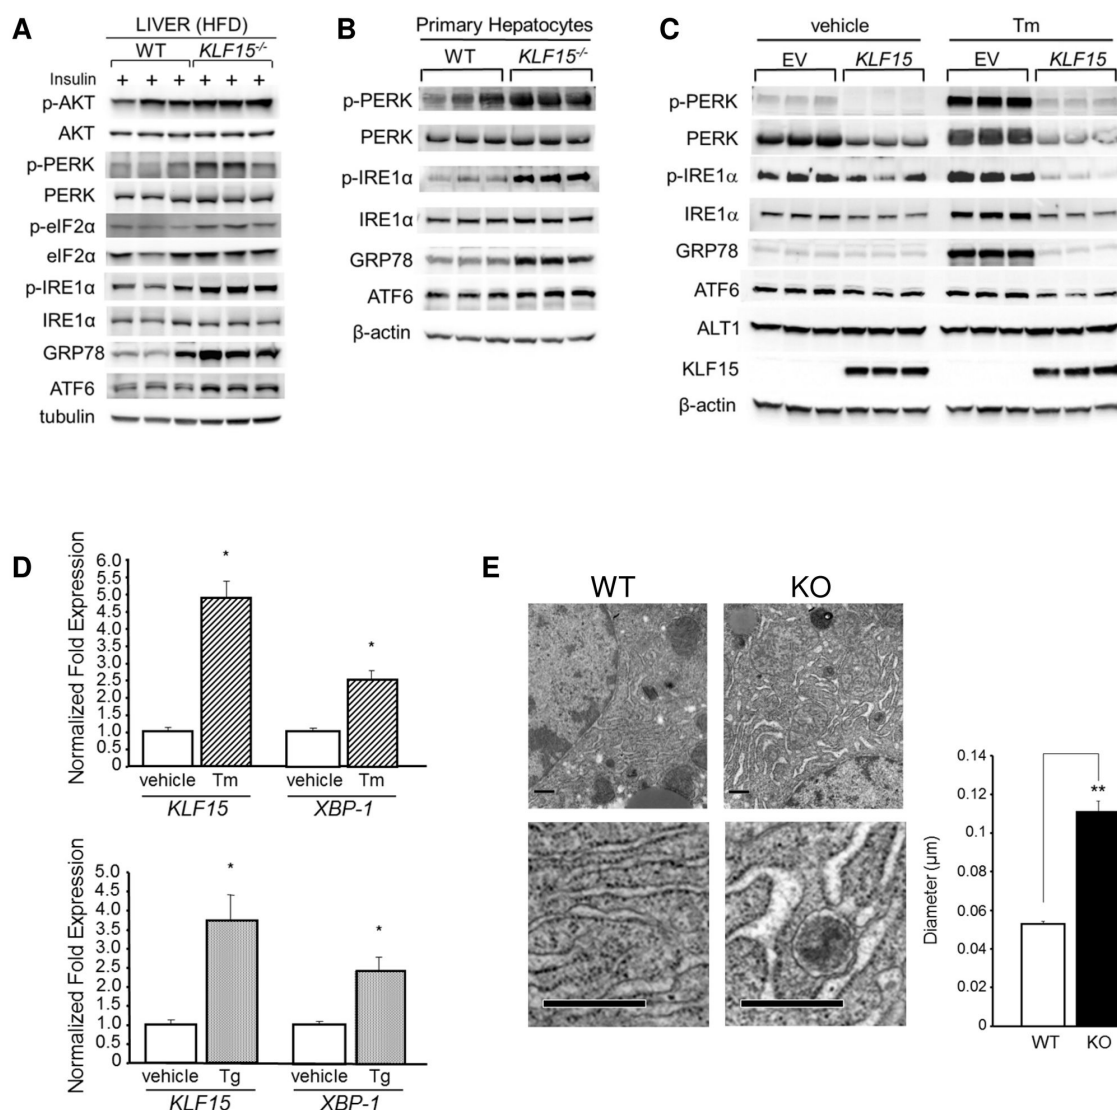 A
LIVER (HFD)
WT KLF15-/-
Insulin + + + + + +
p-AKT
AKT
p-PERK
PERK
p-eIF2α
eIF2α
p-IRE1α
IRE1α
GRP78
ATF6
tubulin
B
Primary Hepatocytes
WT KLF15-/-
p-PERK
PERK
p-IRE1α
IRE1α
GRP78
ATF6
β-actin
C
vehicle Tm
EV KLF15 EV KLF15
p-PERK
PERK
p-IRE1α
IRE1α
GRP78
ATF6
ALT1
KLF15
β-actin
D
Normalized Fold Expression
6.0
5.5
5.0
4.5
4.0
3.5
3.0
2.5
2.0
1.5
1.0
0.5
0
*
*
vehicle Tm vehicle Tm
KLF15 XBP-1
Normalized Fold Expression
5.0
4.5
4.0
3.5
3.0
2.5
2.0
1.5
1.0
0.5
0.0
*
*
vehicle Tg vehicle Tg
KLF15 XBP-1
E
WT KO
Diameter (µm)
0.14
0.12
0.1
0.08
0.06
0.04
0.02
0
**
WT KO